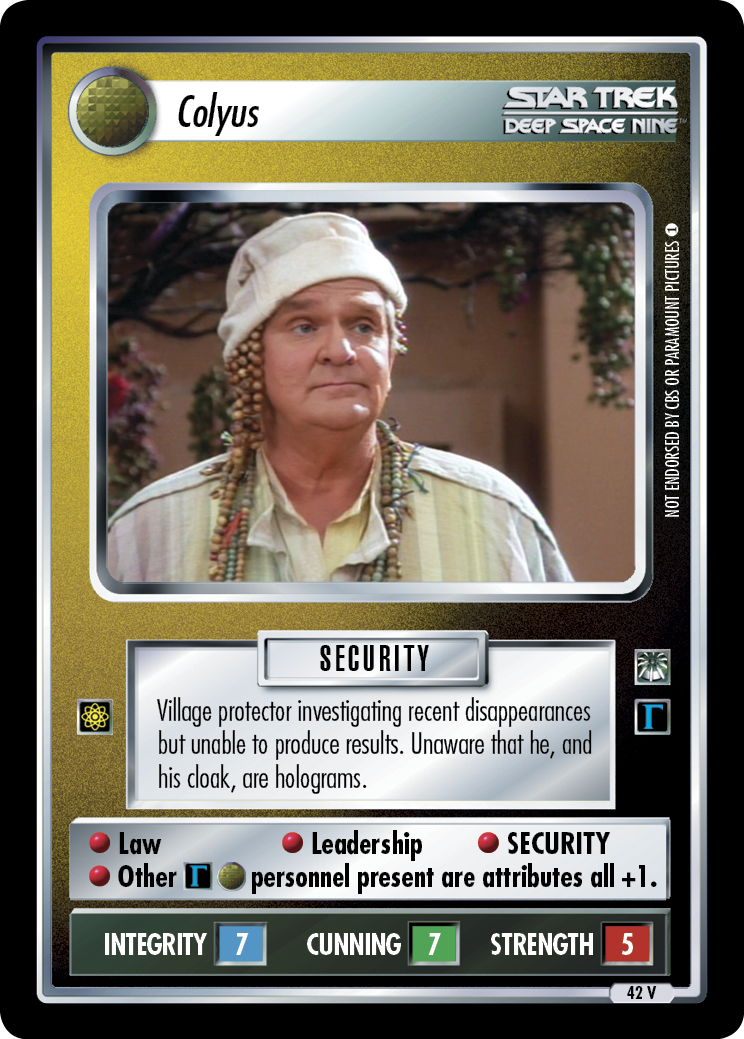 Colyus
STAR TREK
DEEP SPACE NINE™
NOT ENDORSED BY CBS OR PARAMOUNT PICTURES 1
SECURITY
Village protector investigating recent disappearances
but unable to produce results. Unaware that he, and
his cloak, are holograms.
Γ
Law Leadership SECURITY
Other Γ personnel present are attributes all +1.
INTEGRITY 7 CUNNING 7 STRENGTH 5
42 V